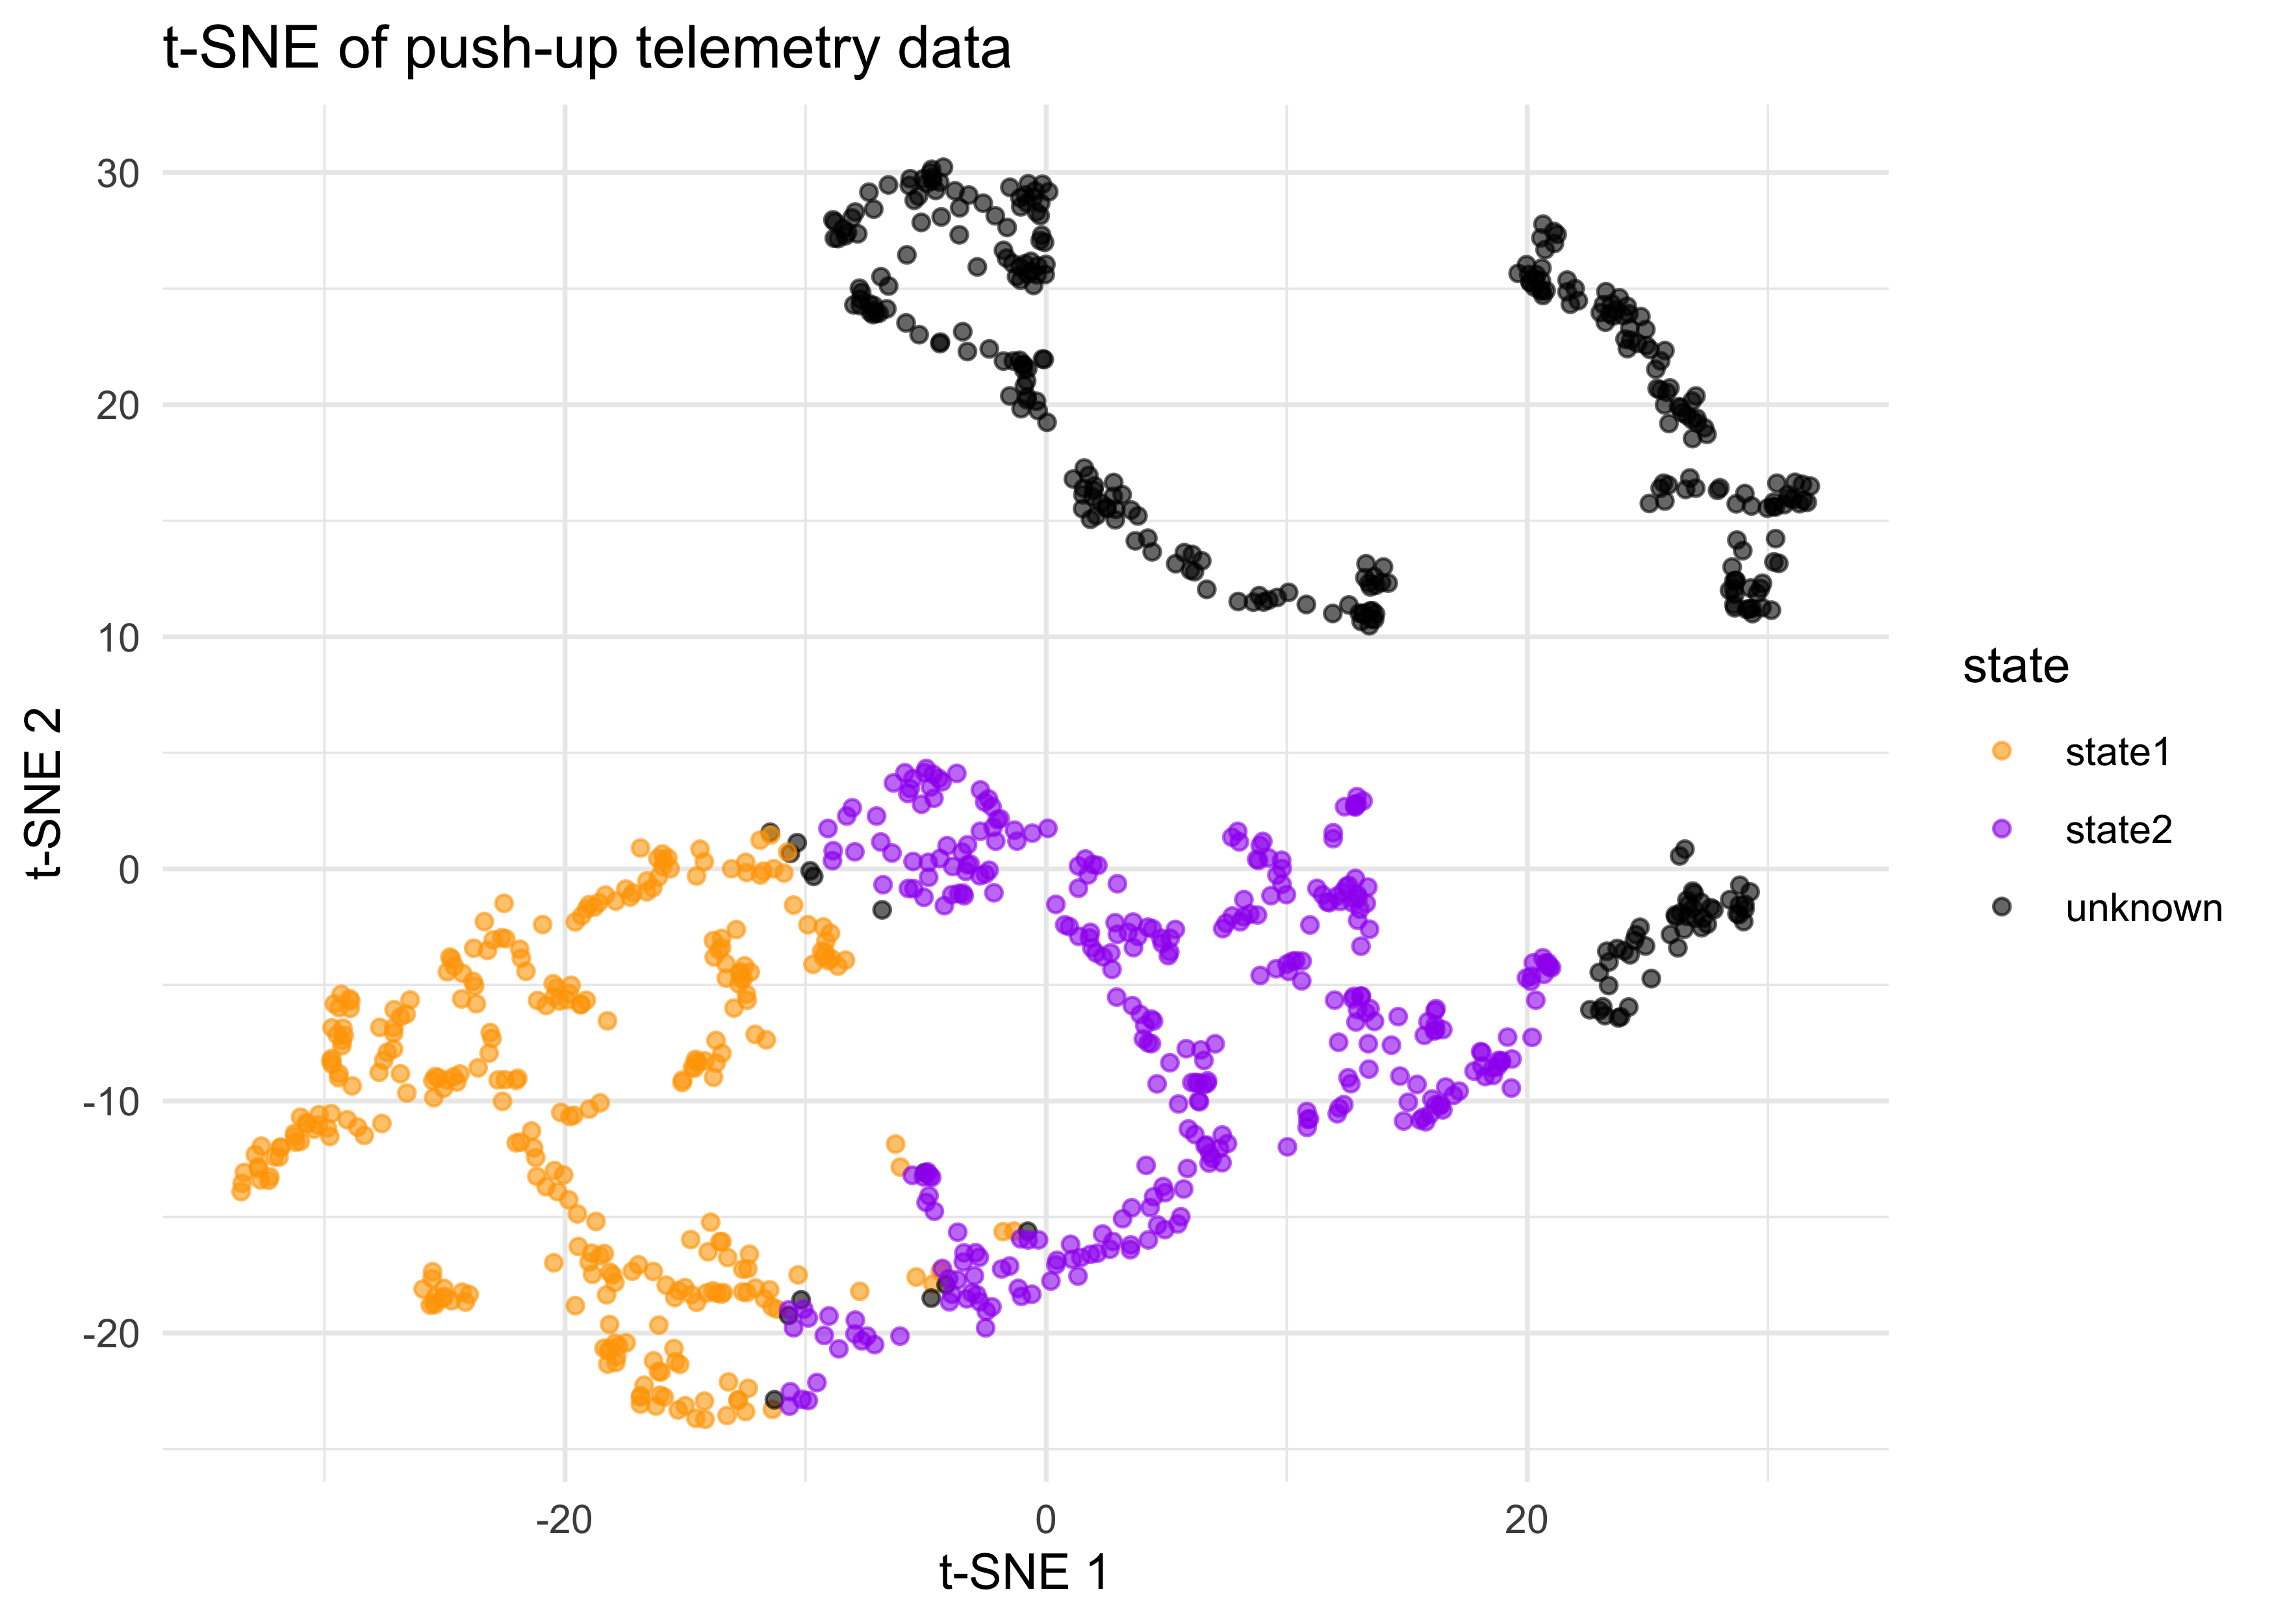 t-SNE of push-up telemetry data
30
20
10
0
-10
-20
t-SNE 2
-20
0
20
t-SNE 1
state
state1
state2
unknown